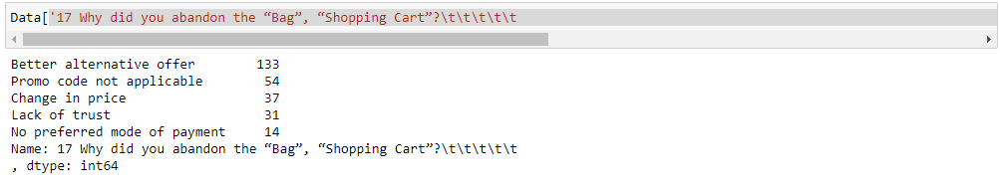 Data['17 Why did you abandon the “Bag”, “Shopping Cart”?\t\t\t\t\t
Better alternative offer 133
Promo code not applicable 54
Change in price 37
Lack of trust 31
No preferred mode of payment 14
Name: 17 Why did you abandon the “Bag”, “Shopping Cart”?\t\t\t\t\t
, dtype: int64